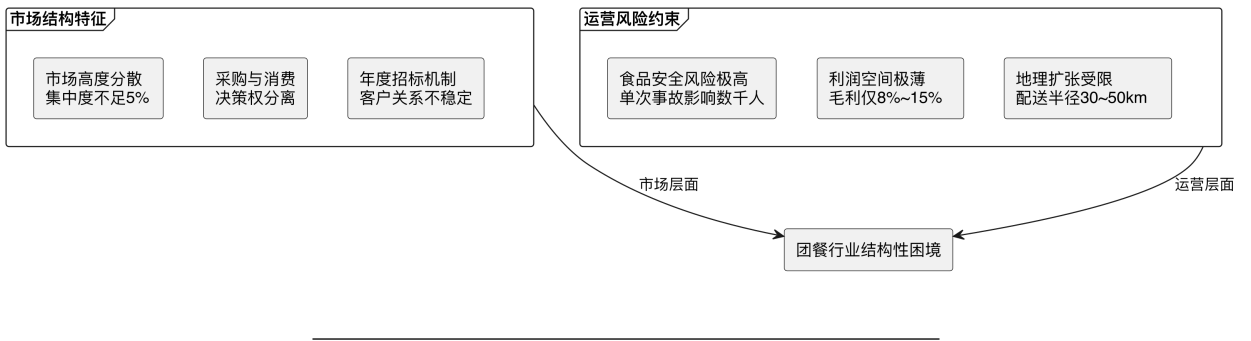 市场结构特征
市场高度分散
集中度不足5%
采购与消费
决策权分离
年度招标机制
客户关系不稳定
运营风险约束
食品安全风险极高
单次事故影响数千人
利润空间极薄
毛利仅8%~15%
地理扩张受限
配送半径30~50km
市场层面
运营层面
团餐行业结构性困境